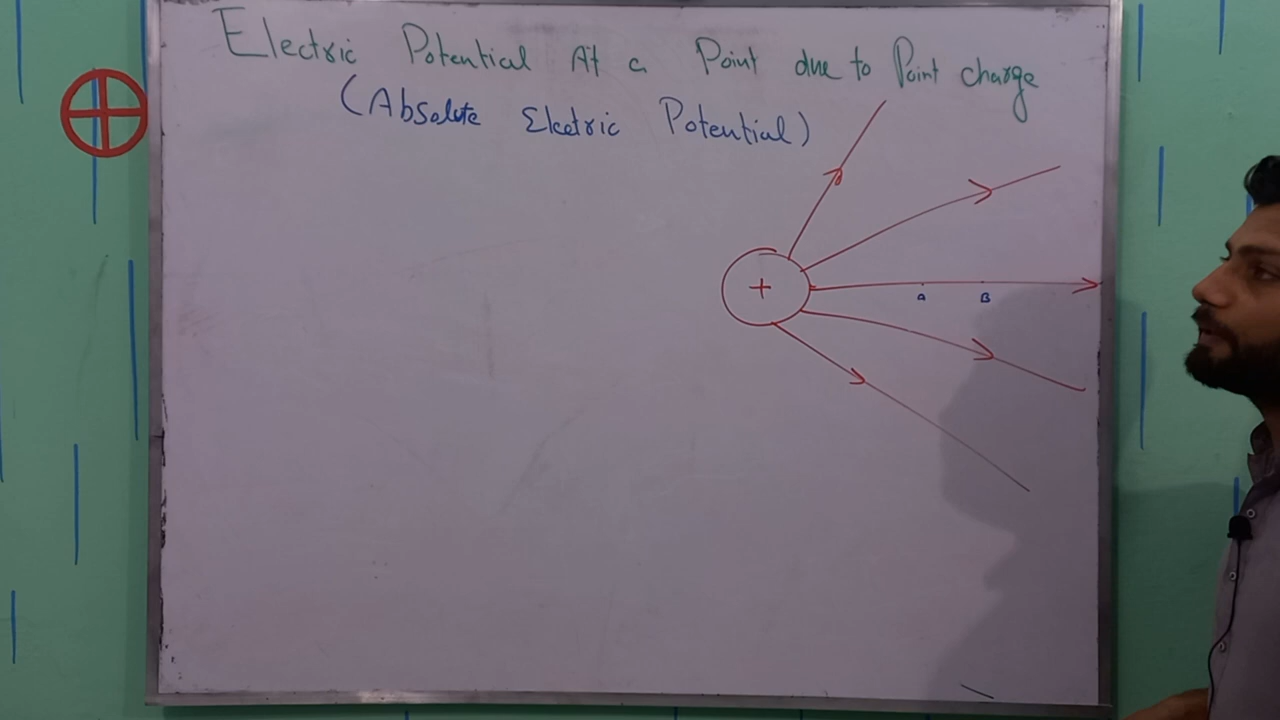 Electric Potential At a Point due to Point charge
(Absolute Electric Potential)
+
A B